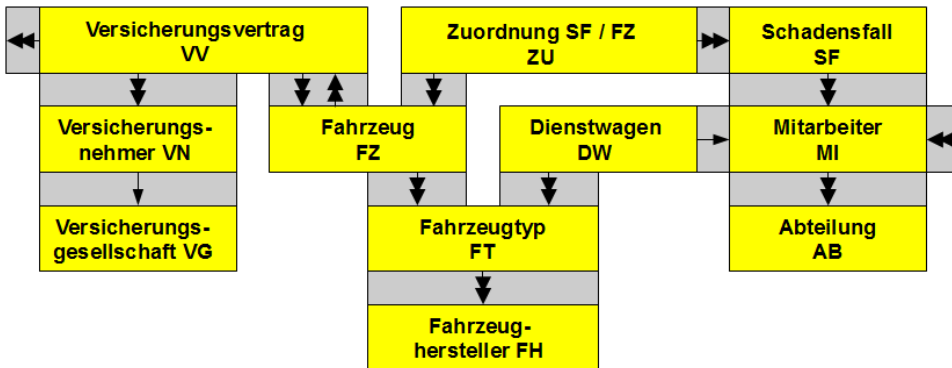 Versicherungsvertrag
VV
Zuordnung SF / FZ
ZU
Schadensfall
SF
Versicherungs-
nehmer VN
Fahrzeug
FZ
Dienstwagen
DW
Mitarbeiter
MI
Versicherungs-
gesellschaft VG
Fahrzeugtyp
FT
Abteilung
AB
Fahrzeug-
hersteller FH